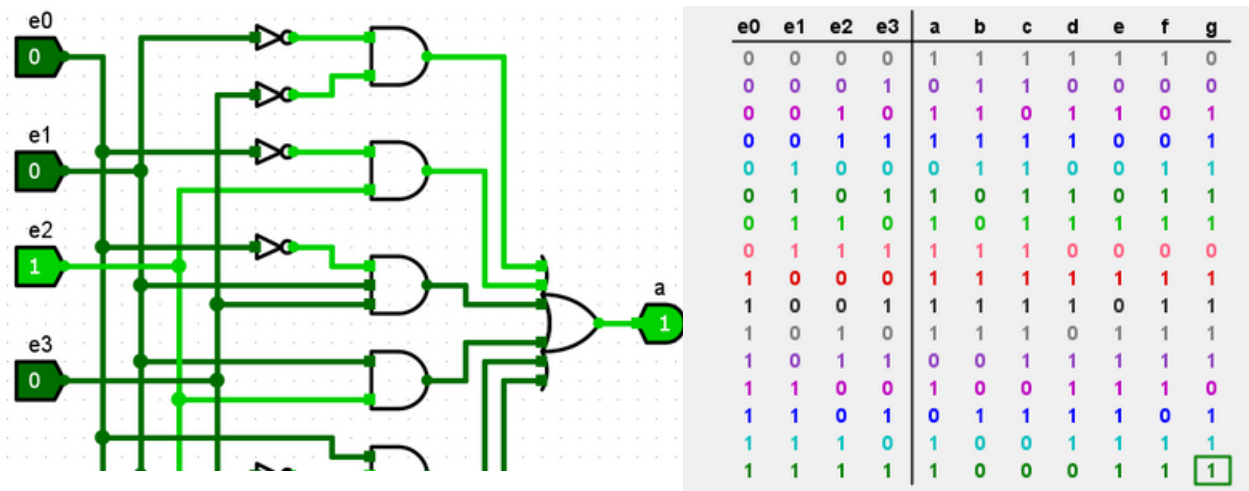 e0
0
e1
0
e2
1
e3
0
a
1
e0 e1 e2 e3 a b c d e f g
0 0 0 0 1 1 1 1 1 1 0
0 0 0 1 0 1 1 0 0 0 0
0 0 1 0 1 1 0 1 1 0 1
0 0 1 1 1 1 1 1 0 0 1
0 1 0 0 0 1 1 0 0 1 1
0 1 0 1 1 0 1 1 0 1 1
0 1 1 0 1 0 1 1 1 1 1
0 1 1 1 1 1 1 0 0 0 0
1 0 0 0 1 1 1 1 1 1 1
1 0 0 1 1 1 1 1 0 1 1
1 0 1 0 1 1 1 0 1 1 1
1 0 1 1 0 0 1 1 1 1 1
1 1 0 0 1 0 0 1 1 1 0
1 1 0 1 0 1 1 1 1 0 1
1 1 1 0 1 0 0 1 1 1 1
1 1 1 1 1 0 0 0 1 1 1